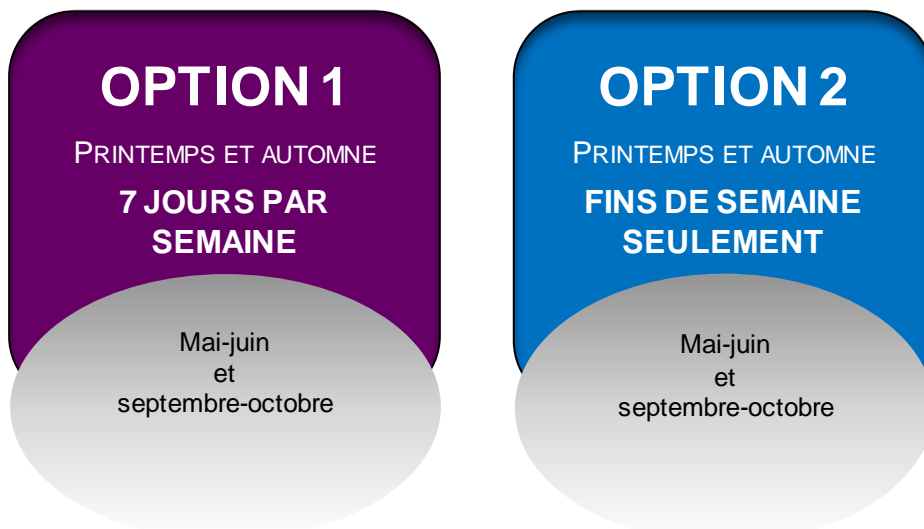 OPTION 1
PRINTEMPS ET AUTOMNE
7 JOURS PAR
SEMAINE
Mai-juin
et
septembre-octobre
OPTION 2
PRINTEMPS ET AUTOMNE
FINS DE SEMAINE
SEULEMENT
Mai-juin
et
septembre-octobre